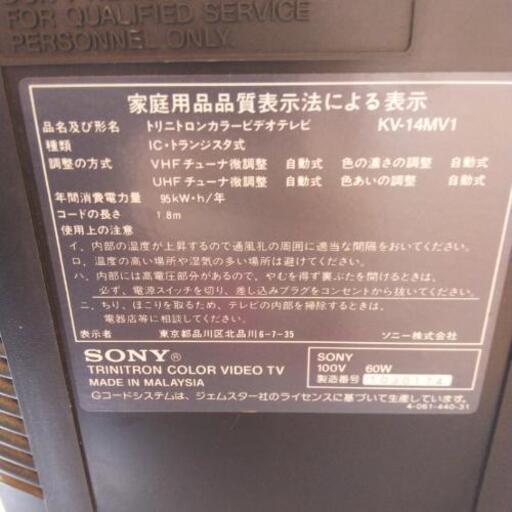 FOR QUALIFIED SERVICE
PERSONNEL ONLY.
家庭用品品質表示法による表示
品名及び形名 トリニトロンカラービデオテレビ KV-14MV1
種類 IC・トランジスタ式
調整の方式 VHFチューナ微調整 自動式 色の濃さの調整 自動式
UHFチューナ微調整 自動式 色あいの調整 自動式
年間消費電力量 95kW・h/年
コードの長さ 1.8m
使用上の注意
イ. 内部の温度が上昇するので通風孔の周囲に適当な間隔をおいてください。
ロ. 温度の高い場所や湿気の多い場所は避けてください。
ハ. 内部には高電圧部分があるので、やむを得ず裏ぶたを開けるときは、
必ず、電源スイッチを切り、差し込みプラグをコンセントから抜いてください。
ニ. ちり、ほこりを取るため、テレビの内部を掃除するときは、
電器店等にご相談ください。
表示者 東京都品川区北品川6-7-35 ソニー株式会社
SONY®
TRINITRON COLOR VIDEO TV
MADE IN MALAYSIA
SONY
100V 60W
製造番号
Gコードシステムは、ジェムスター社のライセンスに基づいて生産しています。
4-061-440-31